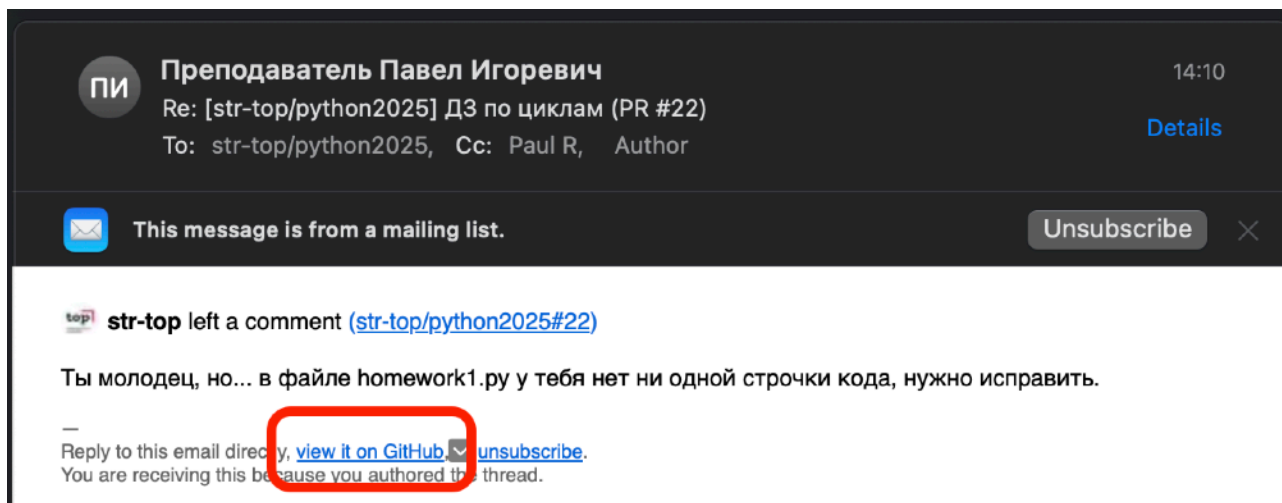 ПИ
Преподаватель Павел Игоревич
14:10
Re: [str-top/python2025] ДЗ по циклам (PR #22)
Details
To: str-top/python2025, Cc: Paul R, Author
This message is from a mailing list.
Unsubscribe
top
str-top left a comment (str-top/python2025#22)
Ты молодец, но... в файле homework1.py у тебя нет ни одной строчки кода, нужно исправить.
—
Reply to this email directly, view it on GitHub, unsubscribe.
You are receiving this because you authored the thread.